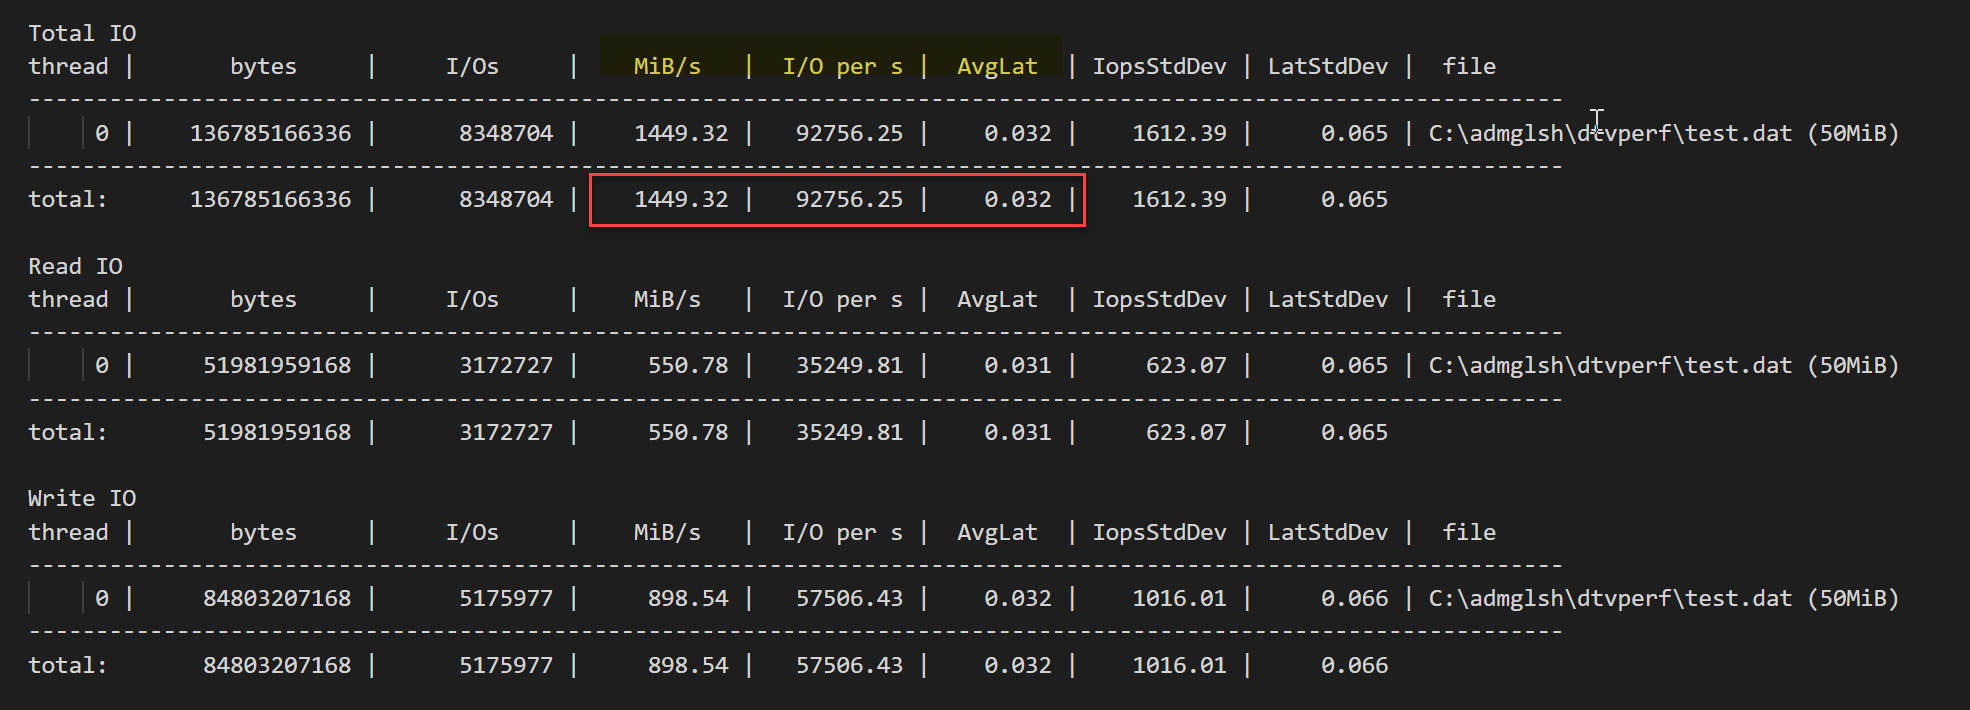 Total IO
thread |       bytes     |     I/Os     |    MiB/s   |  I/O per s |  AvgLat  | IopsStdDev | LatStdDev |  file
------------------------------------------------------------------------------------------------------------------
     0 |    136785166336 |      8348704 |    1449.32 |   92756.25 |    0.032 |    1612.39 |     0.065 | C:\admglsh\dtvperf\test.dat (50MiB)
------------------------------------------------------------------------------------------------------------------
total:      136785166336 |      8348704 |    1449.32 |   92756.25 |    0.032 |    1612.39 |     0.065
Read IO
thread |       bytes     |     I/Os     |    MiB/s   |  I/O per s |  AvgLat  | IopsStdDev | LatStdDev |  file
------------------------------------------------------------------------------------------------------------------
     0 |     51981959168 |      3172727 |     550.78 |   35249.81 |    0.031 |     623.07 |     0.065 | C:\admglsh\dtvperf\test.dat (50MiB)
------------------------------------------------------------------------------------------------------------------
total:       51981959168 |      3172727 |     550.78 |   35249.81 |    0.031 |     623.07 |     0.065
Write IO
thread |       bytes     |     I/Os     |    MiB/s   |  I/O per s |  AvgLat  | IopsStdDev | LatStdDev |  file
------------------------------------------------------------------------------------------------------------------
     0 |     84803207168 |      5175977 |     898.54 |   57506.43 |    0.032 |    1016.01 |     0.066 | C:\admglsh\dtvperf\test.dat (50MiB)
------------------------------------------------------------------------------------------------------------------
total:       84803207168 |      5175977 |     898.54 |   57506.43 |    0.032 |    1016.01 |     0.066